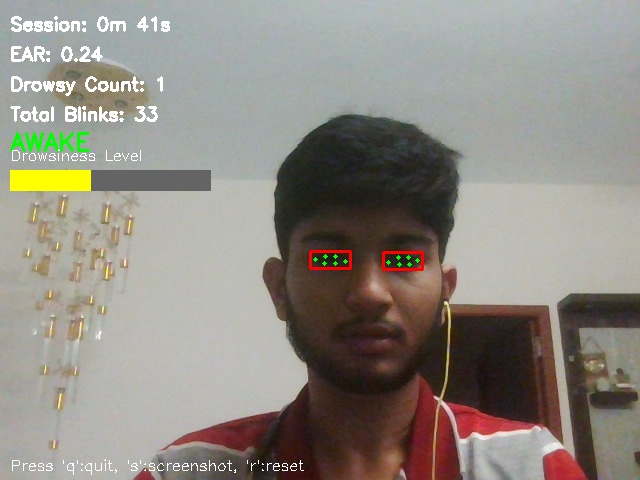 Session: 0m 41s
EAR: 0.24
Drowsy Count: 1
Total Blinks: 33
AWAKE
Drowsiness Level
Press 'q':quit, 's':screenshot, 'r':reset